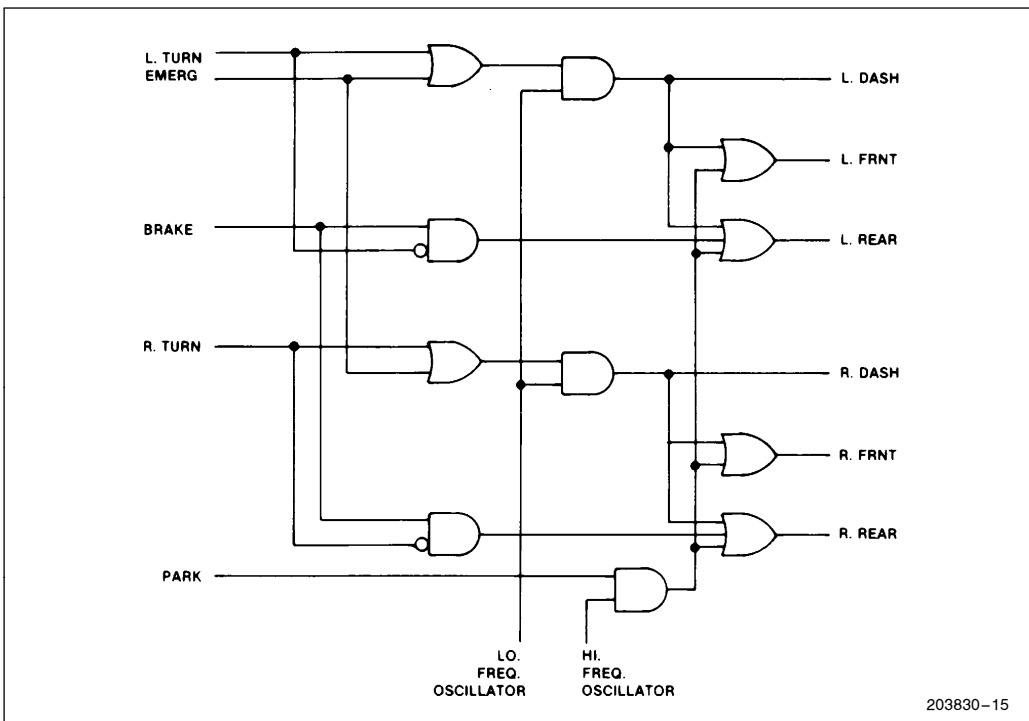 L. TURN
EMERG
L. DASH
L. FRNT
BRAKE
L. REAR
R. TURN
R. DASH
R. FRNT
R. REAR
PARK
LO.
FREQ.
OSCILLATOR
HI.
FREQ.
OSCILLATOR
203830–15